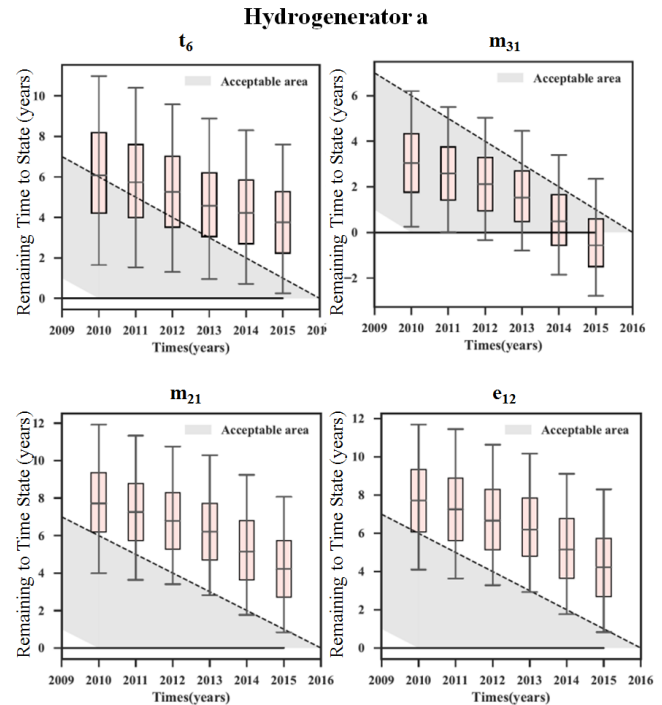 Hydrogenerator a
t6
m31
Remaining Time to State (years)
10
8
6
4
2
0
Acceptable area
2009 2010 2011 2012 2013 2014 2015
Times(years)
Remaining Time to State (years)
6
4
2
0
−2
Acceptable area
2009 2010 2011 2012 2013 2014 2015 2016
Times(years)
m21
e12
Remaining to Time State (years)
12
10
8
6
4
2
0
Acceptable area
2009 2010 2011 2012 2013 2014 2015 2016
Times(years)
Remaining to Time State (years)
12
10
8
6
4
2
0
Acceptable area
2009 2010 2011 2012 2013 2014 2015 2016
Times(years)